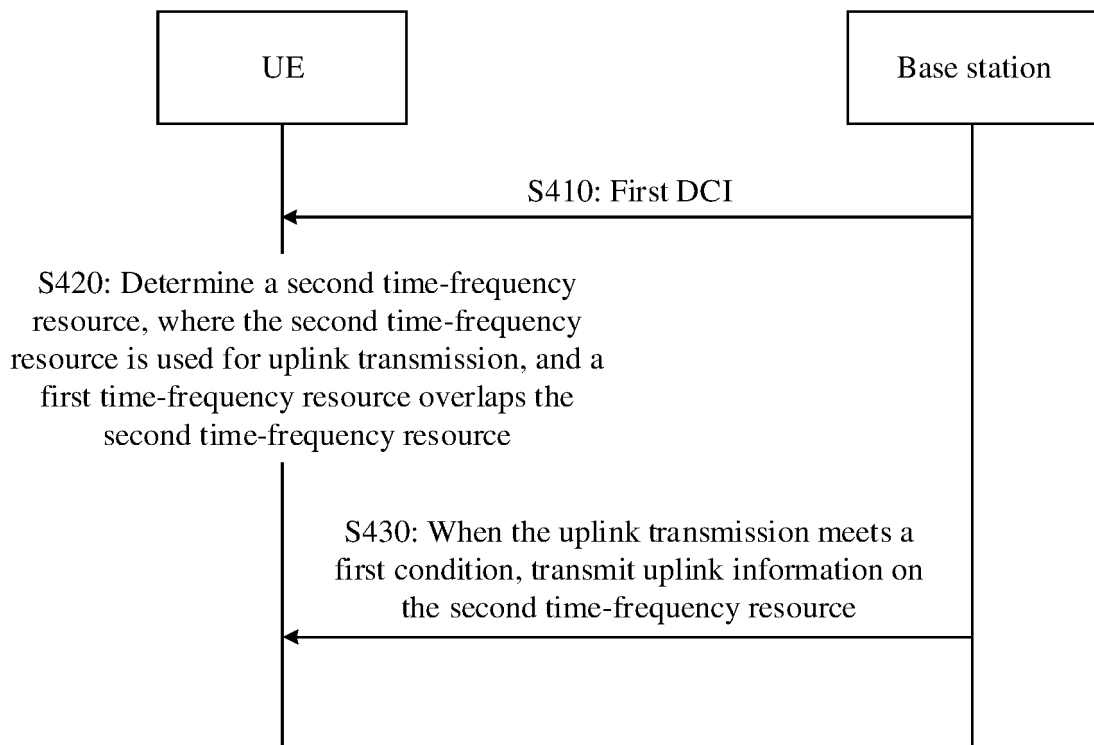 UE
Base station
S410: First DCI
S420: Determine a second time-frequency
resource, where the second time-frequency
resource is used for uplink transmission, and a
first time-frequency resource overlaps the
second time-frequency resource
S430: When the uplink transmission meets a
first condition, transmit uplink information on
the second time-frequency resource